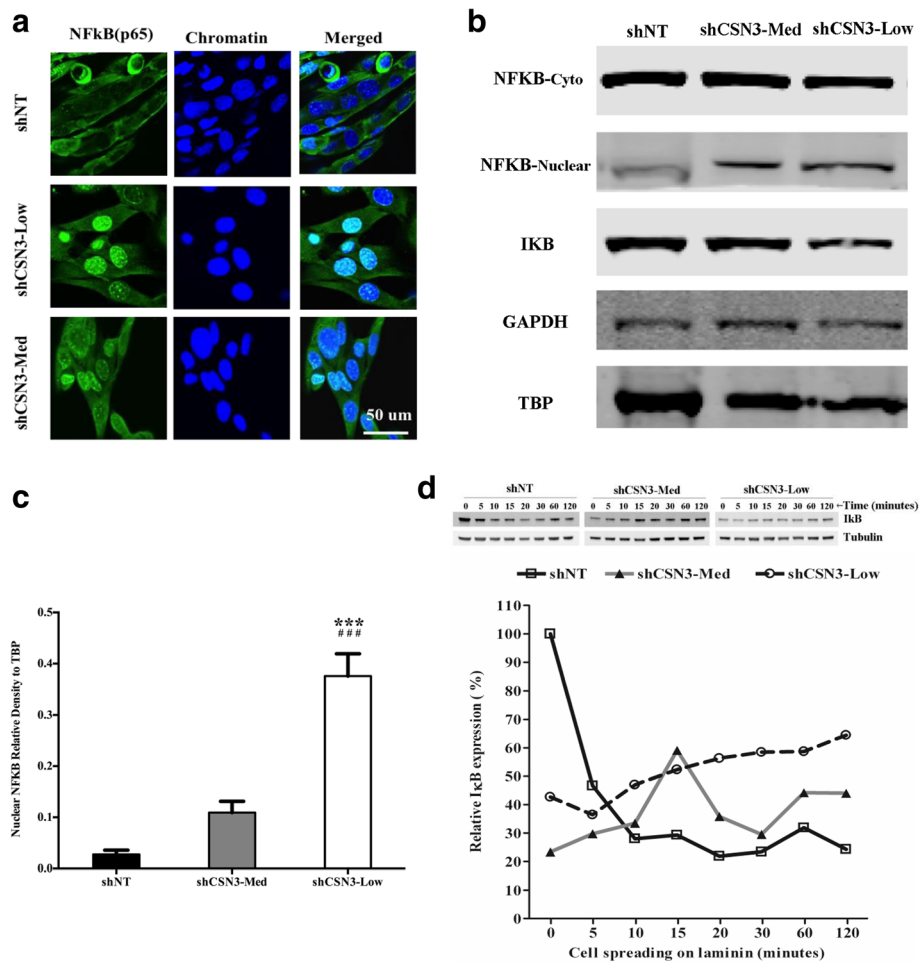 a
NFkB(p65) Chromatin Merged
shNT
shCSN3-Low
shCSN3-Med
50 um
b
shNT shCSN3-Med shCSN3-Low
NFKB-Cyto
NFKB-Nuclear
IKB
GAPDH
TBP
c
Nuclear NFKB Relative Density to TBP
0.5
0.4
0.3
0.2
0.1
0.0
***
###
shNT shCSN3-Med shCSN3-Low
d
shNT shCSN3-Med shCSN3-Low
0 5 10 15 20 30 60 120 0 5 10 15 20 30 60 120 0 5 10 15 20 30 60 120 ←Time (minutes)
IkB
Tubulin
shNT shCSN3-Med shCSN3-Low
Relative IκB expression ( %)
110
100
90
80
70
60
50
40
30
20
10
0
0 5 10 15 20 30 60 120
Cell spreading on laminin (minutes)